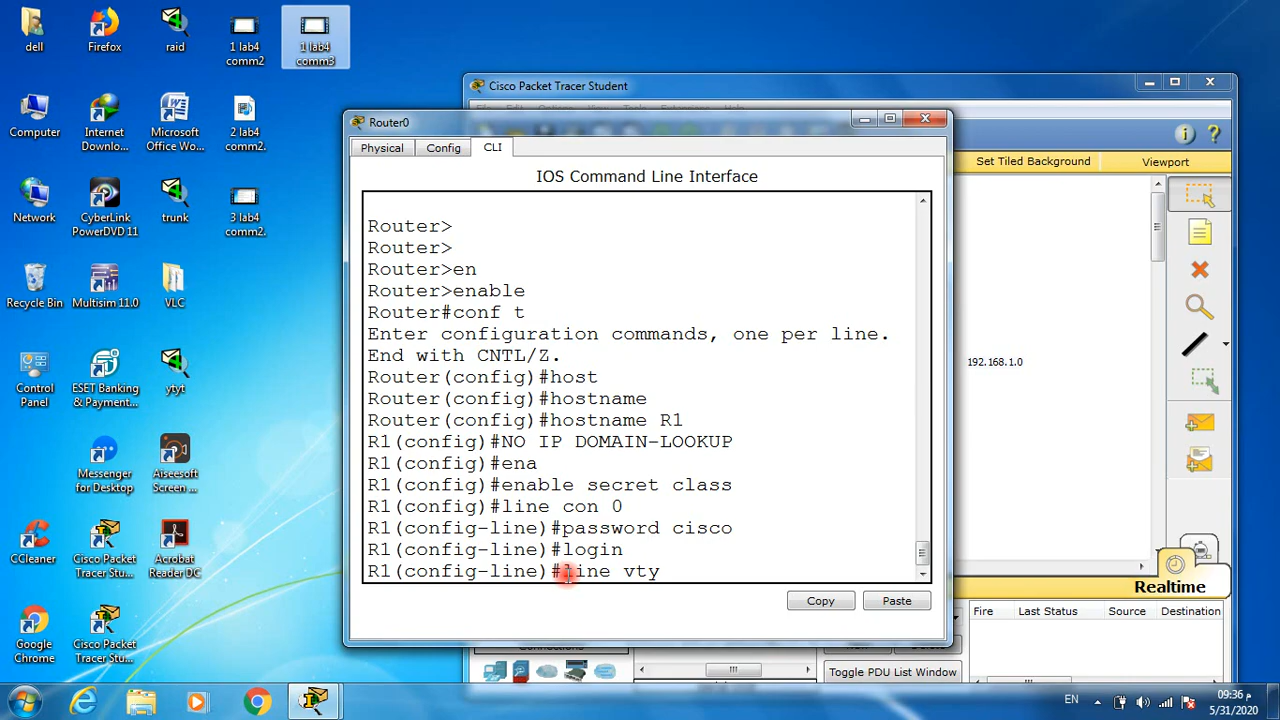 dell
Firefox
raid
1 lab4
comm2
1 lab4
comm3
Computer
Internet
Downlo...
Microsoft
Office Wo...
2 lab4
comm2.
Network
CyberLink
PowerDVD 11
trunk
3 lab4
comm2.
Recycle Bin
Multisim 11.0
VLC
Control
Panel
ESET Banking
& Payment...
ytyt
Messenger
for Desktop
Aiseesoft
Screen ...
CCleaner
Cisco Packet
Tracer Stu...
Acrobat
Reader DC
Google
Chrome
Cisco Packet
Tracer Stu...
Cisco Packet Tracer Student
Set Tiled Background
Viewport
192.168.1.0
Realtime
Fire
Last Status
Source
Destination
Toggle PDU List Window
Router0
Physical
Config
CLI
IOS Command Line Interface
Router>
Router>
Router>en
Router>enable
Router#conf t
Enter configuration commands, one per line.
End with CNTL/Z.
Router(config)#host
Router(config)#hostname
Router(config)#hostname R1
R1(config)#NO IP DOMAIN-LOOKUP
R1(config)#ena
R1(config)#enable secret class
R1(config)#line con 0
R1(config-line)#password cisco
R1(config-line)#login
R1(config-line)#line vty
Copy
Paste
EN
09:36 م
5/31/2020